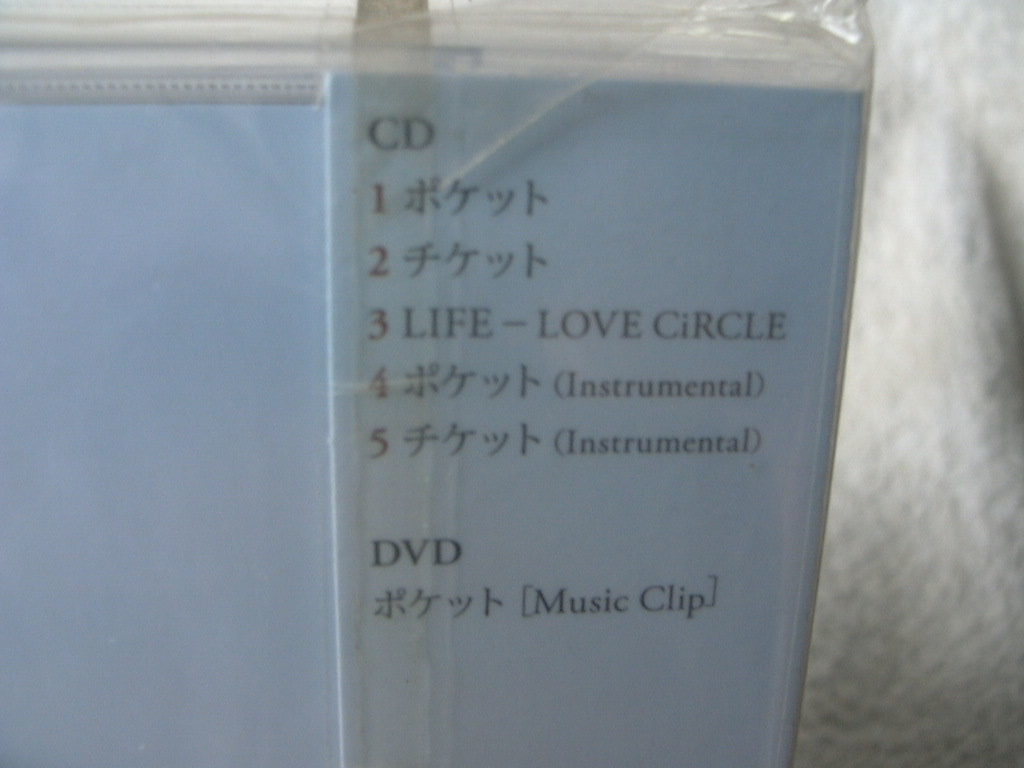 CD
1 ポケット
2 チケット
3 LIFE – LOVE CiRCLE
4 ポケット (Instrumental)
5 チケット (Instrumental)
DVD
ポケット [Music Clip]